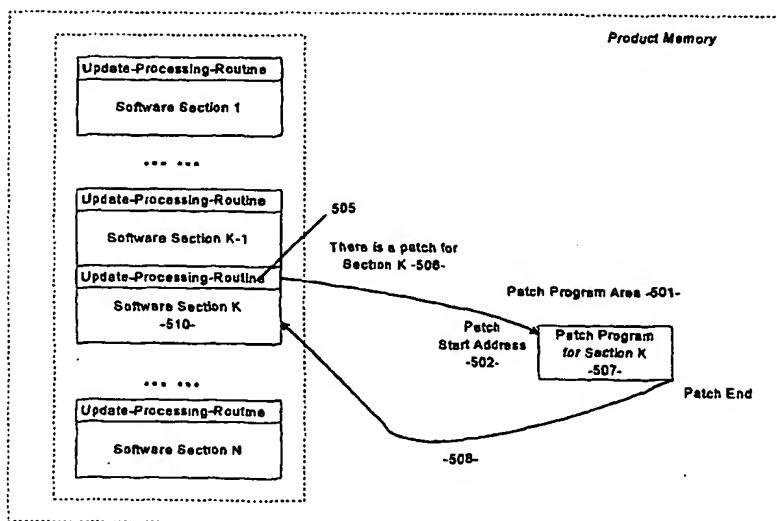 Product Memory
Update-Processing-Routine
Software Section 1
... ...
Update-Processing-Routine
Software Section K-1
Update-Processing-Routine
Software Section K
-510-
... ...
Update-Processing-Routine
Software Section N
505
There is a patch for
Section K -506-
Patch Program Area -501-
Patch
Start Address
-502-
Patch Program
for Section K
-507-
Patch End
-508-